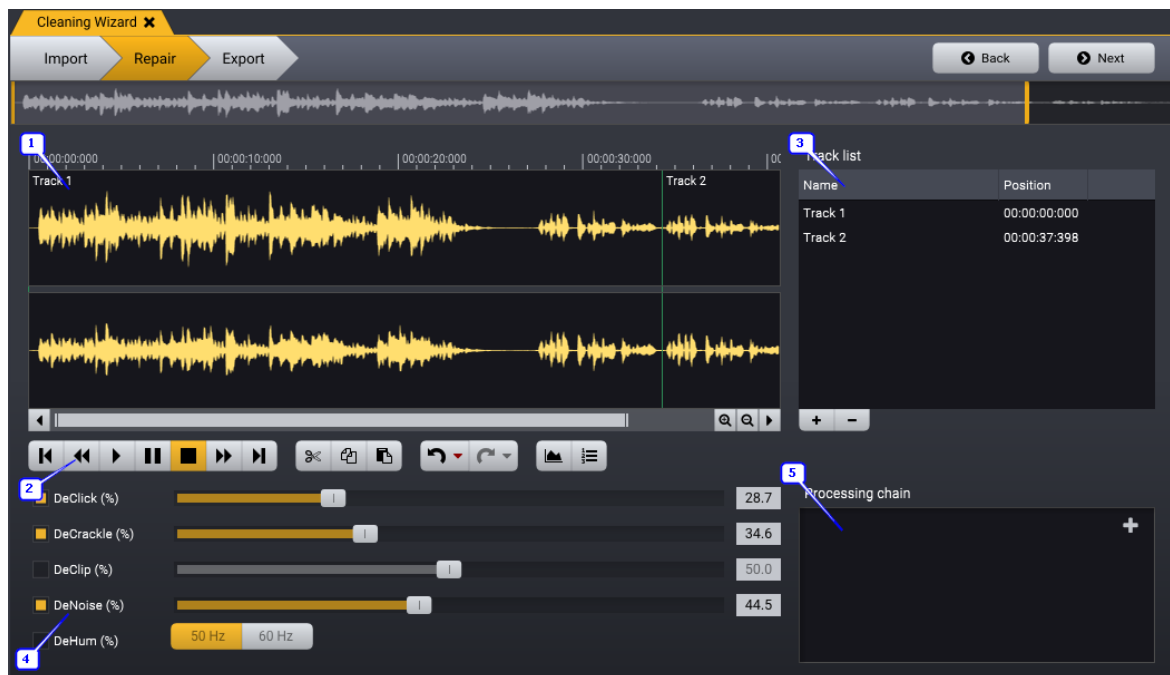 Cleaning Wizard
Import Repair Export Back Next
1
00:00:00:000 00:00:10:000 00:00:20:000 00:00:30:000 00
Track 1 Track 2
3
Track list
Name Position
Track 1 00:00:00:000
Track 2 00:00:37:398
2
DeClick (%) 28.7
DeCrackle (%) 34.6
DeClip (%) 50.0
DeNoise (%) 44.5
DeHum (%) 50 Hz 60 Hz
4
5
Processing chain